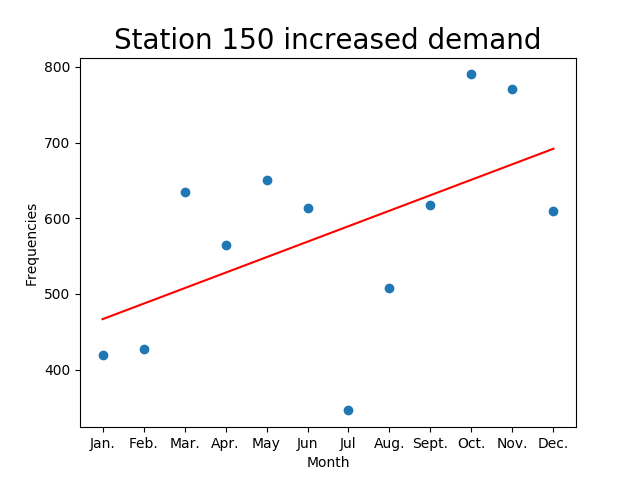 Station 150 increased demand
800
700
600
500
400
Frequencies
Jan. Feb. Mar. Apr. May Jun Jul Aug. Sept. Oct. Nov. Dec.
Month